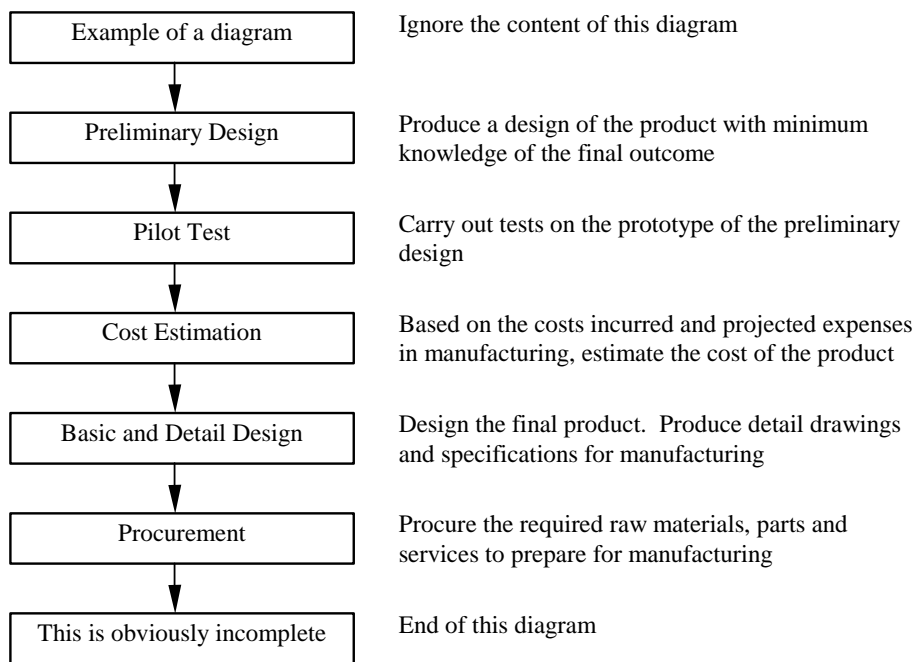 Example of a diagram
Ignore the content of this diagram
Preliminary Design
Produce a design of the product with minimum
knowledge of the final outcome
Pilot Test
Carry out tests on the prototype of the preliminary
design
Cost Estimation
Based on the costs incurred and projected expenses
in manufacturing, estimate the cost of the product
Basic and Detail Design
Design the final product.  Produce detail drawings
and specifications for manufacturing
Procurement
Procure the required raw materials, parts and
services to prepare for manufacturing
This is obviously incomplete
End of this diagram